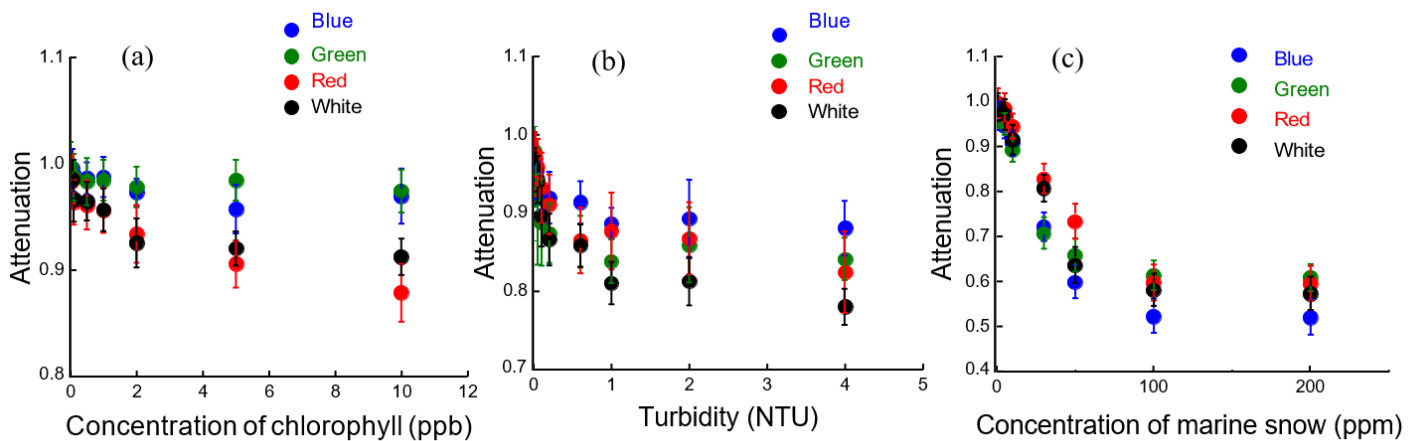 (a)
Blue
Green
Red
White
1.1
1.0
0.9
0.8
Attenuation
0 2 4 6 8 10 12
Concentration of chlorophyll (ppb)
(b)
Blue
Green
Red
White
1.1
1.0
0.9
0.8
0.7
Attenuation
0 1 2 3 4 5
Turbidity (NTU)
(c)
Blue
Green
Red
White
1.1
1.0
0.9
0.8
0.7
0.6
0.5
0.4
Attenuation
0 100 200
Concentration of marine snow (ppm)